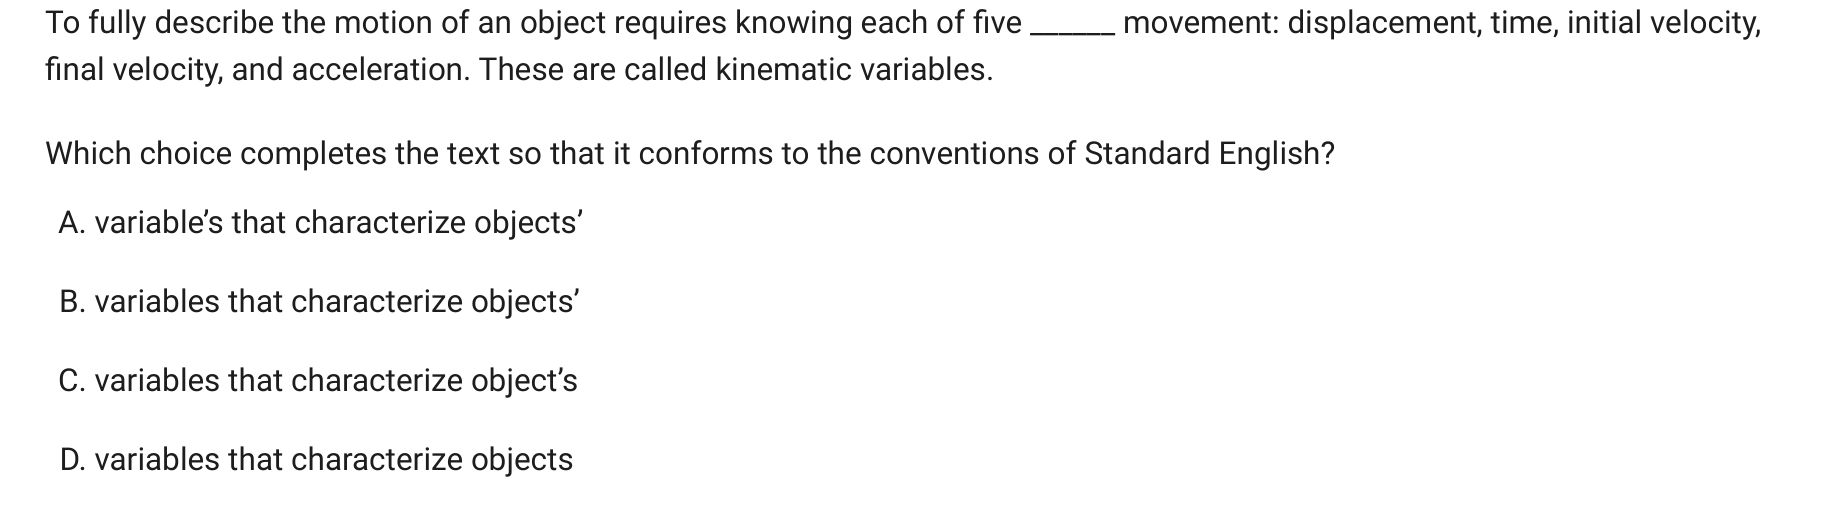 To fully describe the motion of an object requires knowing each of five ______ movement: displacement, time, initial velocity,
final velocity, and acceleration. These are called kinematic variables.
Which choice completes the text so that it conforms to the conventions of Standard English?
A. variable’s that characterize objects’
B. variables that characterize objects’
C. variables that characterize object’s
D. variables that characterize objects